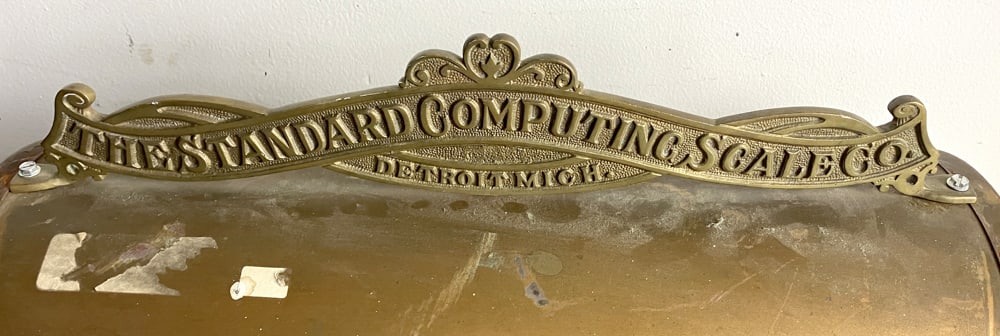 THE STANDARD COMPUTING SCALE CO.
DETROIT MICH.